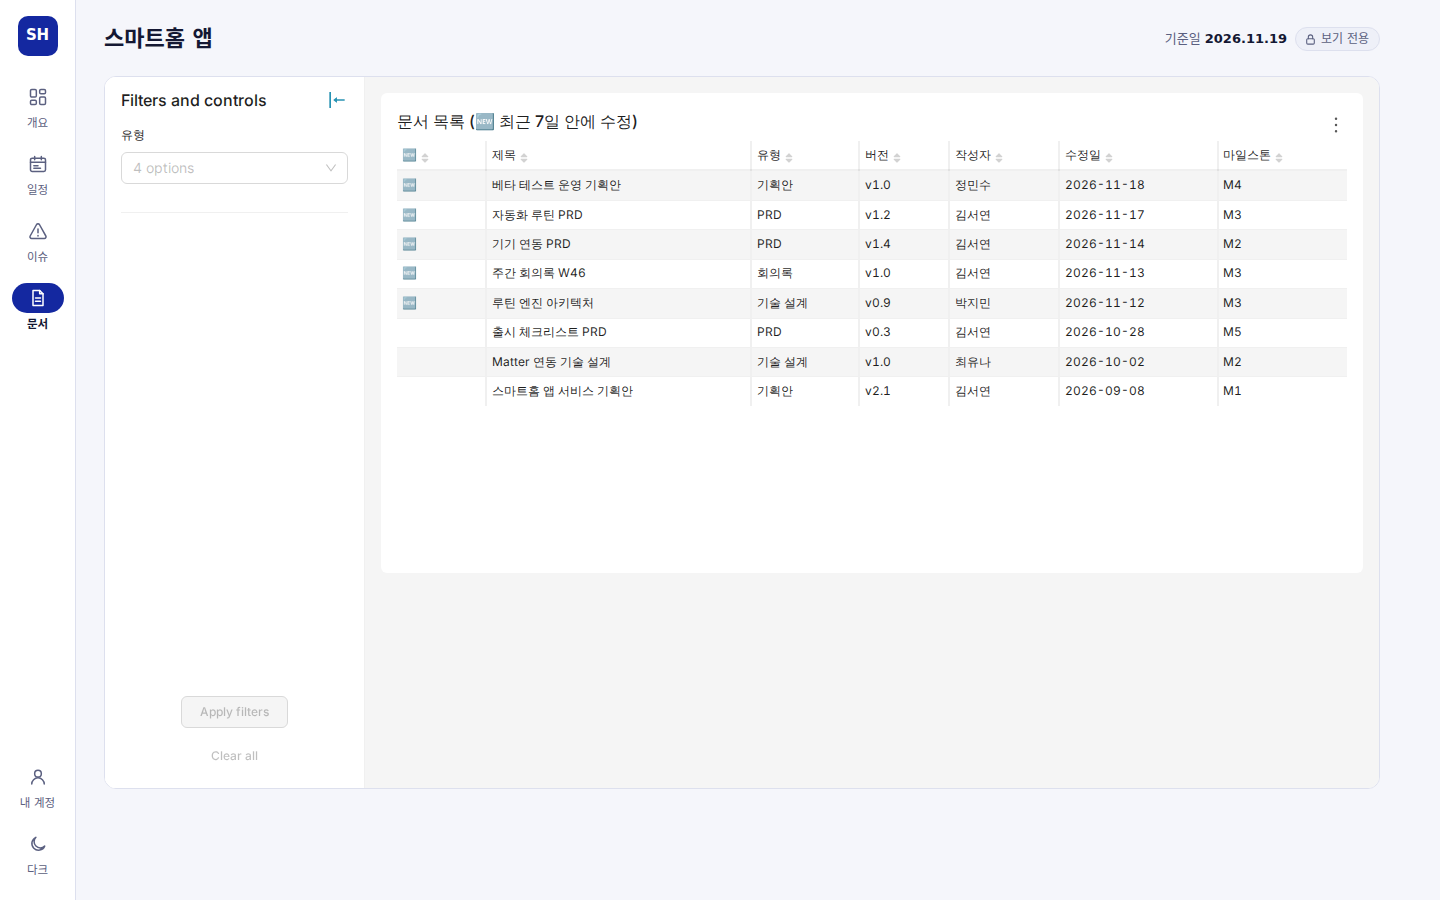 SH
개요
일정
이슈
문서
내 계정
다크
스마트홈 앱
기준일 2026.11.19 보기 전용
Filters and controls
유형
4 options
Apply filters
Clear all
문서 목록 (🆕 최근 7일 안에 수정)
🆕 제목 유형 버전 작성자 수정일 마일스톤
🆕 베타 테스트 운영 기획안 기획안 v1.0 정민수 2026-11-18 M4
🆕 자동화 루틴 PRD PRD v1.2 김서연 2026-11-17 M3
🆕 기기 연동 PRD PRD v1.4 김서연 2026-11-14 M2
🆕 주간 회의록 W46 회의록 v1.0 김서연 2026-11-13 M3
🆕 루틴 엔진 아키텍처 기술 설계 v0.9 박지민 2026-11-12 M3
출시 체크리스트 PRD PRD v0.3 김서연 2026-10-28 M5
Matter 연동 기술 설계 기술 설계 v1.0 최유나 2026-10-02 M2
스마트홈 앱 서비스 기획안 기획안 v2.1 김서연 2026-09-08 M1